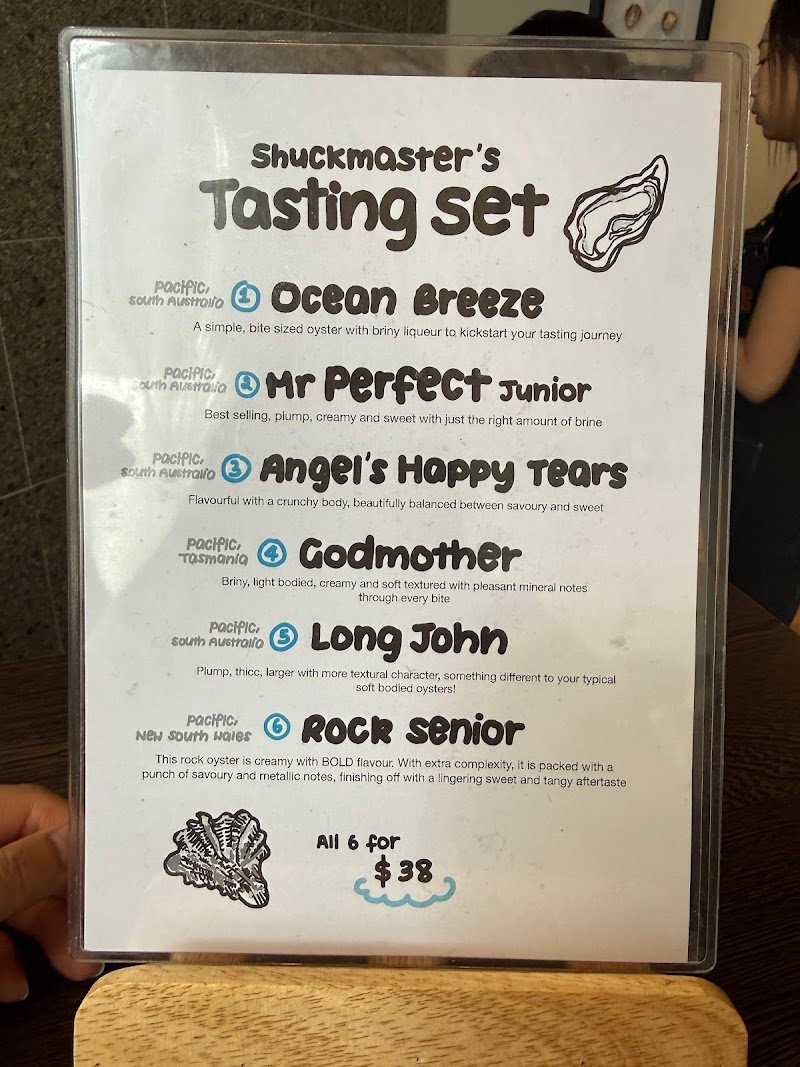 Shuckmaster's
Tasting Set
Pacific,
South Australia
1 Ocean Breeze
A simple, bite sized oyster with briny liqueur to kickstart your tasting journey
Pacific,
South Australia
2 Mr Perfect Junior
Best selling, plump, creamy and sweet with just the right amount of brine
Pacific,
South Australia
3 Angel's Happy Tears
Flavourful with a crunchy body, beautifully balanced between savoury and sweet
Pacific,
Tasmania
4 Godmother
Briny, light bodied, creamy and soft textured with pleasant mineral notes
through every bite
Pacific,
South Australia
5 Long John
Plump, thicc, larger with more textural character, something different to your typical
soft bodied oysters!
Pacific,
New South Wales
6 Rock Senior
This rock oyster is creamy with BOLD flavour. With extra complexity, it is packed with a
punch of savoury and metallic notes, finishing off with a lingering sweet and tangy aftertaste
All 6 for
$38